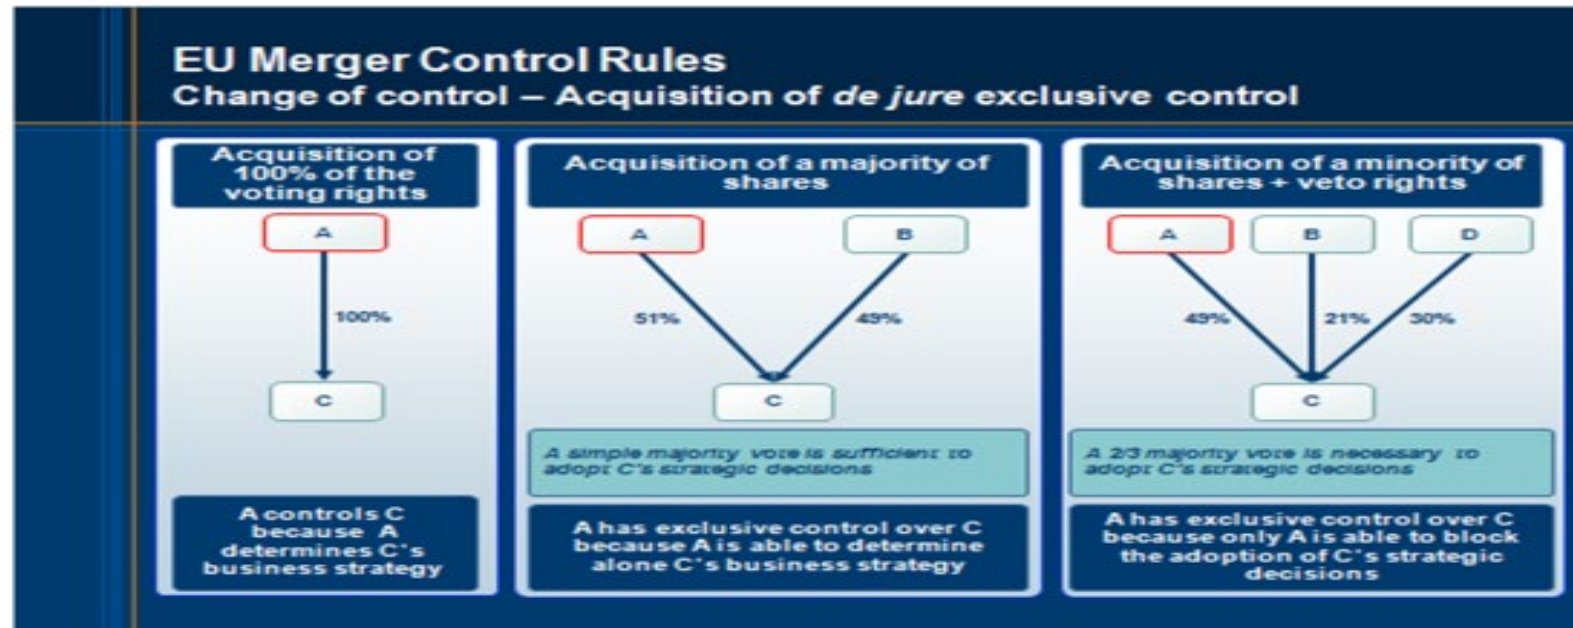 EU Merger Control Rules
Change of control – Acquisition of de jure exclusive control
Acquisition of
100% of the
voting rights
A
100%
C
A controls C
because A
determines C's
business strategy
Acquisition of a majority of
shares
A
B
51%
49%
C
A simple majority vote is sufficient to
adopt C's strategic decisions
A has exclusive control over C
because A is able to determine
alone C's business strategy
Acquisition of a minority of
shares + veto rights
A
B
D
49%
21%
30%
C
A 2/3 majority vote is necessary to
adopt C's strategic decisions
A has exclusive control over C
because only A is able to block
the adoption of C's strategic
decisions